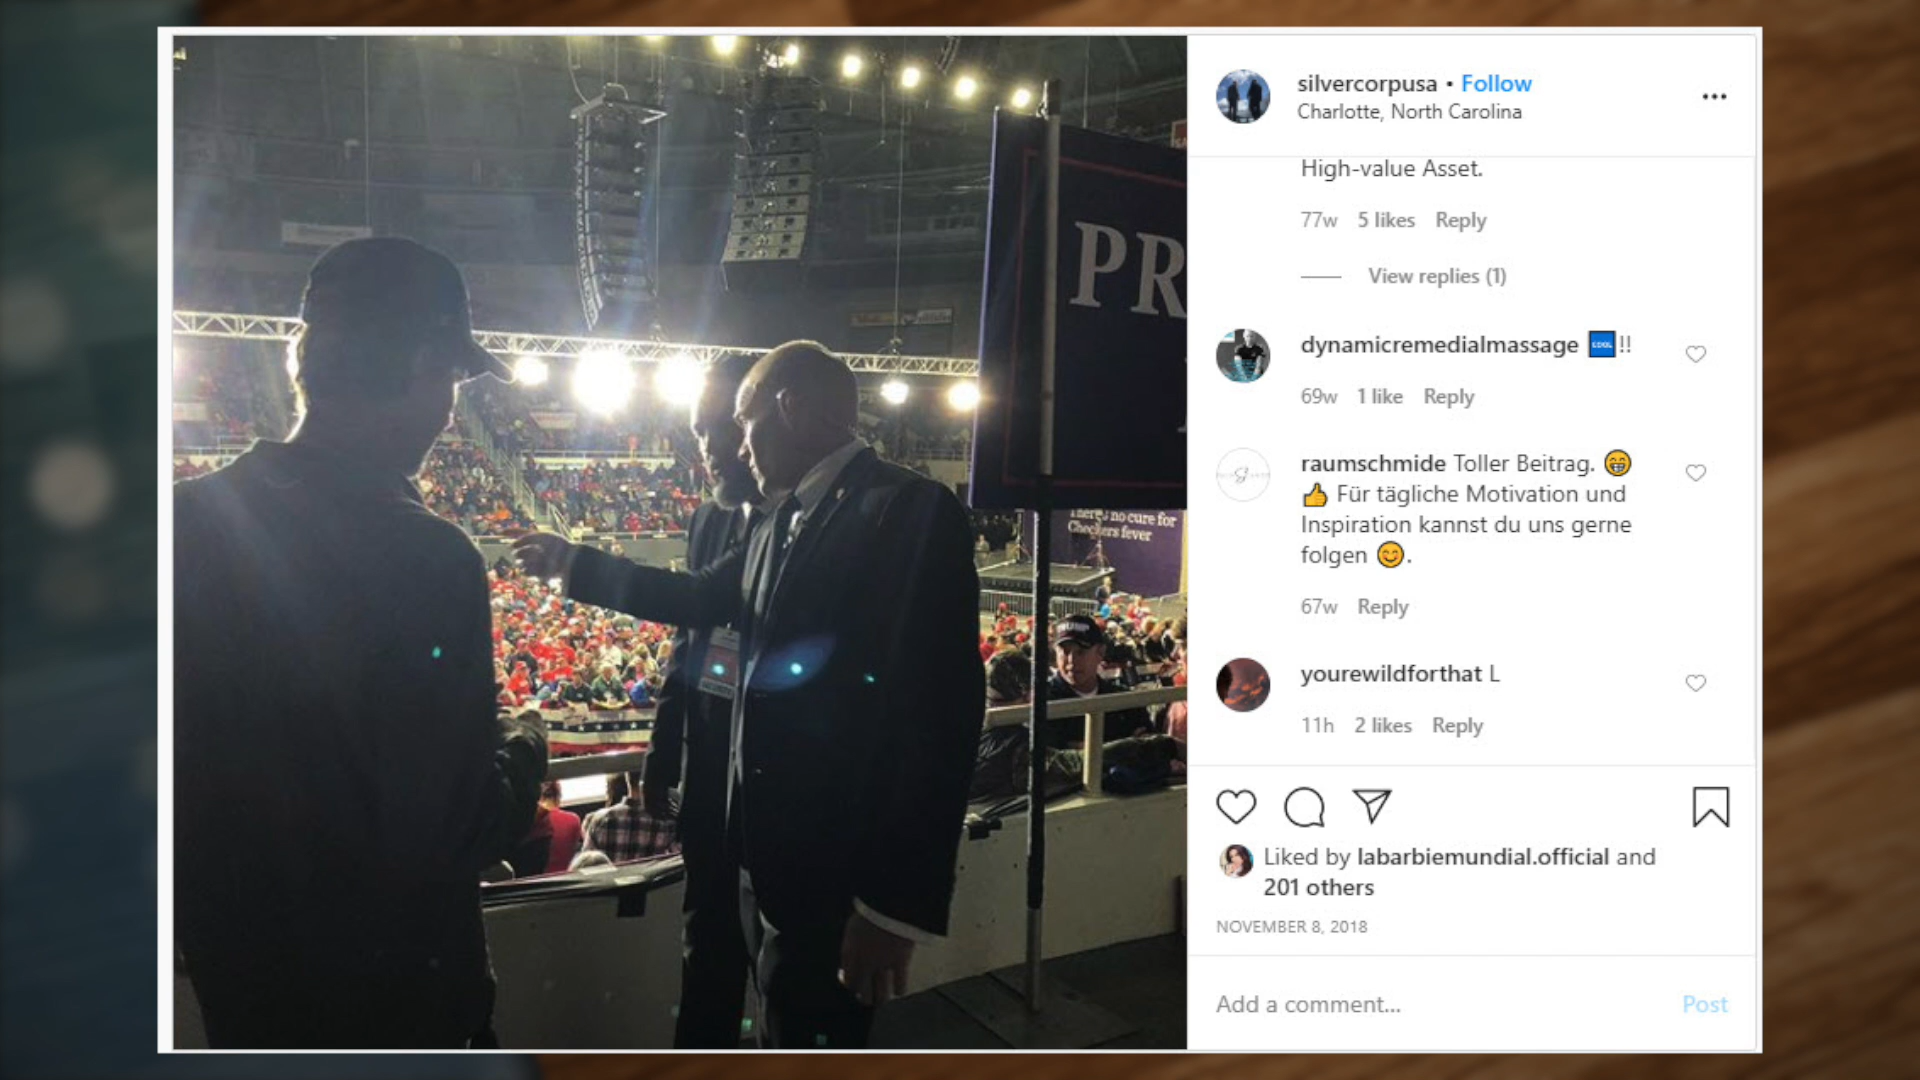 PR
There's no cure for
Checkers fever
TRUMP
silvercorpusa • Follow
Charlotte, North Carolina
High-value Asset.
77w 5 likes Reply
View replies (1)
dynamicremedialmassage 🆒!!
69w 1 like Reply
raumschmide Toller Beitrag. 😁
👍 Für tägliche Motivation und
Inspiration kannst du uns gerne
folgen 😊.
67w Reply
yourewildforthat L
11h 2 likes Reply
Liked by labarbiemundial.official and
201 others
NOVEMBER 8, 2018
Add a comment... Post